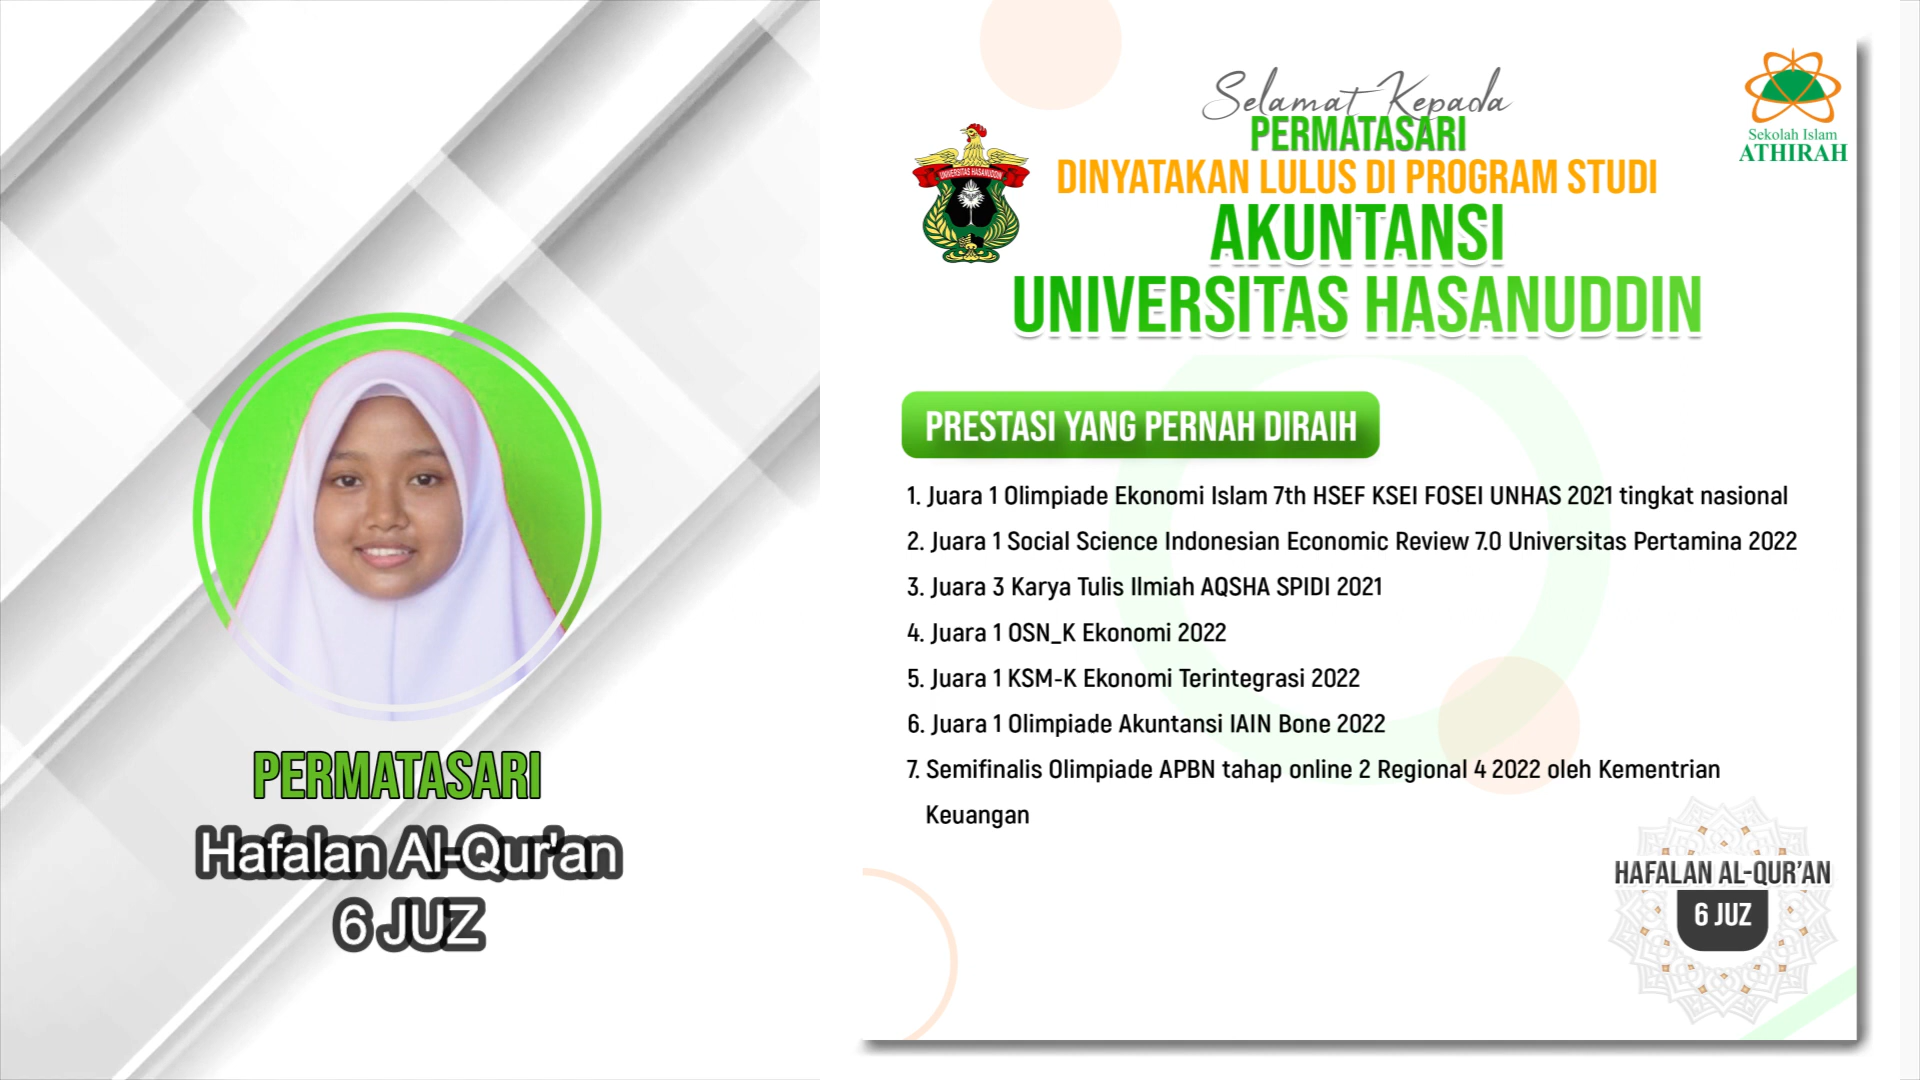 PERMATASARI
Hafalan Al-Qur'an
6 JUZ
Selamat Kepada
PERMATASARI
DINYATAKAN LULUS DI PROGRAM STUDI
AKUNTANSI
UNIVERSITAS HASANUDDIN
UNIVERSITAS HASANUDDIN
Sekolah Islam
ATHIRAH
PRESTASI YANG PERNAH DIRAIH
1. Juara 1 Olimpiade Ekonomi Islam 7th HSEF KSEI FOSEI UNHAS 2021 tingkat nasional
2. Juara 1 Social Science Indonesian Economic Review 7.0 Universitas Pertamina 2022
3. Juara 3 Karya Tulis Ilmiah AQSHA SPIDI 2021
4. Juara 1 OSN_K Ekonomi 2022
5. Juara 1 KSM-K Ekonomi Terintegrasi 2022
6. Juara 1 Olimpiade Akuntansi IAIN Bone 2022
7. Semifinalis Olimpiade APBN tahap online 2 Regional 4 2022 oleh Kementrian
Keuangan
HAFALAN AL-QUR'AN
6 JUZ